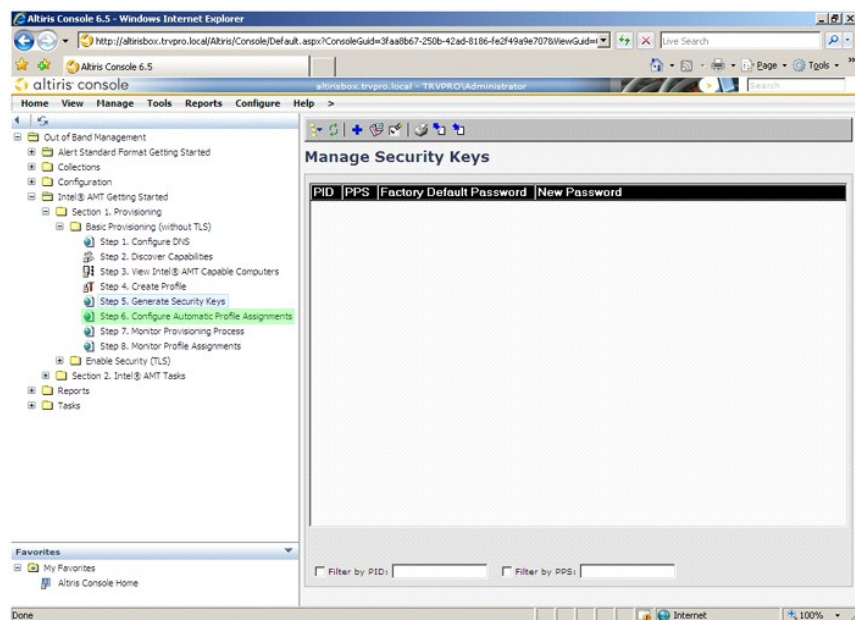 Altiris Console 6.5 - Windows Internet Explorer
http://altirisbox.trvpro.local/Altiris/Console/Default.aspx?ConsoleGuid=3faa8b67-250b-42ad-8186-fe2f49a9e707&ViewGuid=
Live Search
Altiris Console 6.5
Page
Tools
altiris console
altirisbox.trvpro.local - TRVPRO\Administrator
Search
Home View Manage Tools Reports Configure Help >
Out of Band Management
Alert Standard Format Getting Started
Collections
Configuration
Intel® AMT Getting Started
Section 1. Provisioning
Basic Provisioning (without TLS)
Step 1. Configure DNS
Step 2. Discover Capabilities
Step 3. View Intel® AMT Capable Computers
Step 4. Create Profile
Step 5. Generate Security Keys
Step 6. Configure Automatic Profile Assignments
Step 7. Monitor Provisioning Process
Step 8. Monitor Profile Assignments
Enable Security (TLS)
Section 2. Intel® AMT Tasks
Reports
Tasks
Manage Security Keys
PID PPS Factory Default Password New Password
Filter by PID: Filter by PPS:
Favorites
My Favorites
Altiris Console Home
Done
Internet
100%